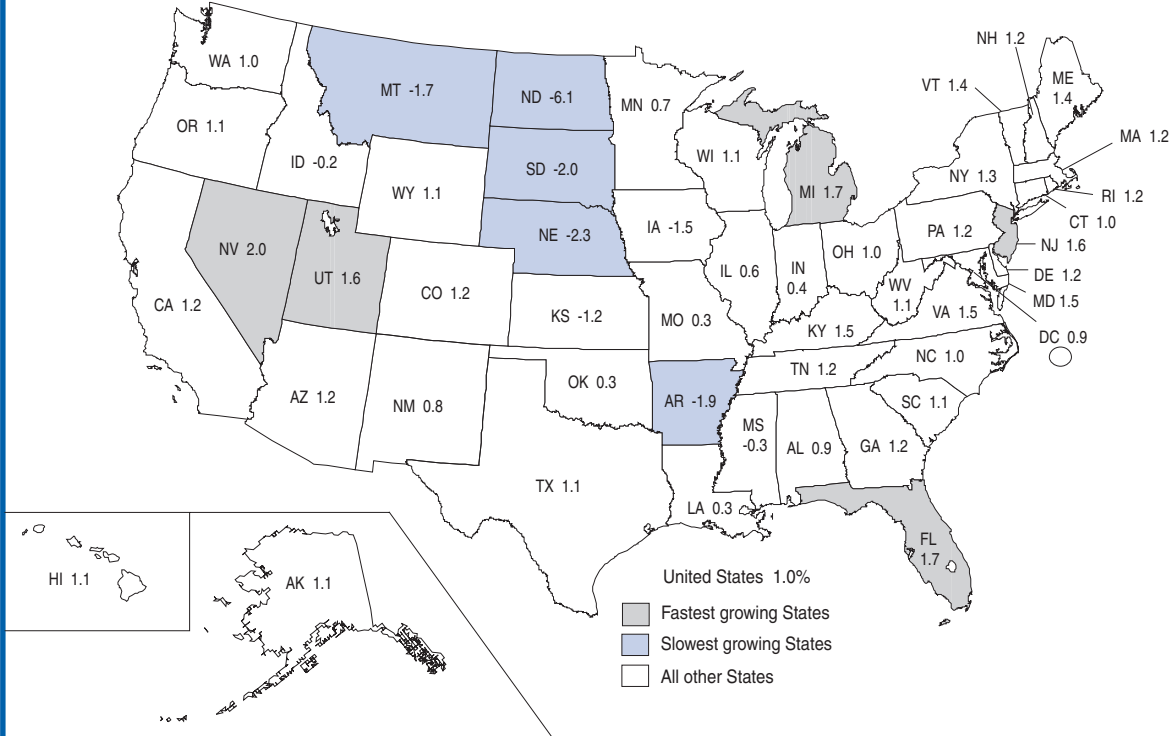 NH 1.2
WA 1.0
VT 1.4
ME
1.4
MT -1.7
ND -6.1
MN 0.7
OR 1.1
MA 1.2
ID -0.2
WI 1.1
SD -2.0
NY 1.3
WY 1.1
MI 1.7
RI 1.2
CT 1.0
IA -1.5
PA 1.2
NE -2.3
NJ 1.6
NV 2.0
OH 1.0
UT 1.6
IL 0.6
IN
0.4
DE 1.2
CO 1.2
WV
1.1
MD 1.5
CA 1.2
VA 1.5
KS -1.2
MO 0.3
KY 1.5
DC 0.9
NC 1.0
TN 1.2
OK 0.3
AZ 1.2
NM 0.8
AR -1.9
SC 1.1
MS
-0.3
AL 0.9
GA 1.2
TX 1.1
LA 0.3
FL
1.7
HI 1.1
AK 1.1
United States 1.0%
Fastest growing States
Slowest growing States
All other States